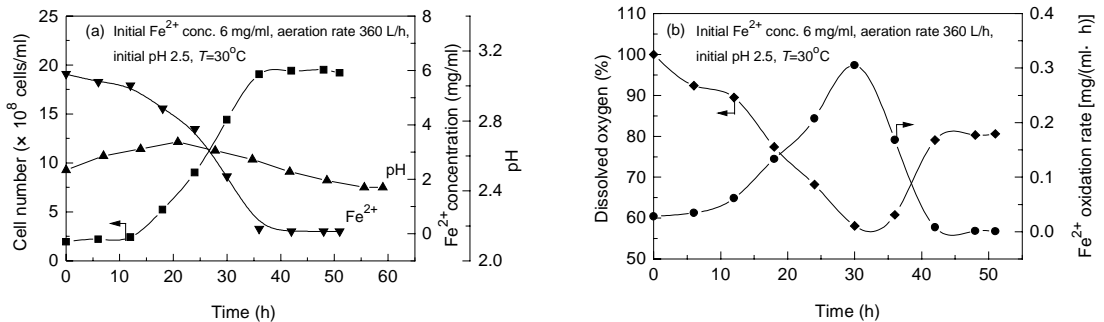 (a) Initial Fe²⁺ conc. 6 mg/ml, aeration rate 360 L/h,
initial pH 2.5, T=30°C
Cell number (× 10⁸ cells/ml)
25
20
15
10
5
0
0 10 20 30 40 50 60
Time (h)
pH
Fe²⁺
8
6
4
2
0
Fe²⁺ concentration (mg/ml)
3.2
3.0
2.8
2.6
2.4
2.2
2.0
pH
(b) Initial Fe²⁺ conc. 6 mg/ml, aeration rate 360 L/h,
initial pH 2.5, T=30°C
Dissolved oxygen (%)
110
100
90
80
70
60
50
0 10 20 30 40 50
Time (h)
0.4
0.3
0.2
0.1
0.0
Fe²⁺ oxidation rate [mg/(ml· h)]